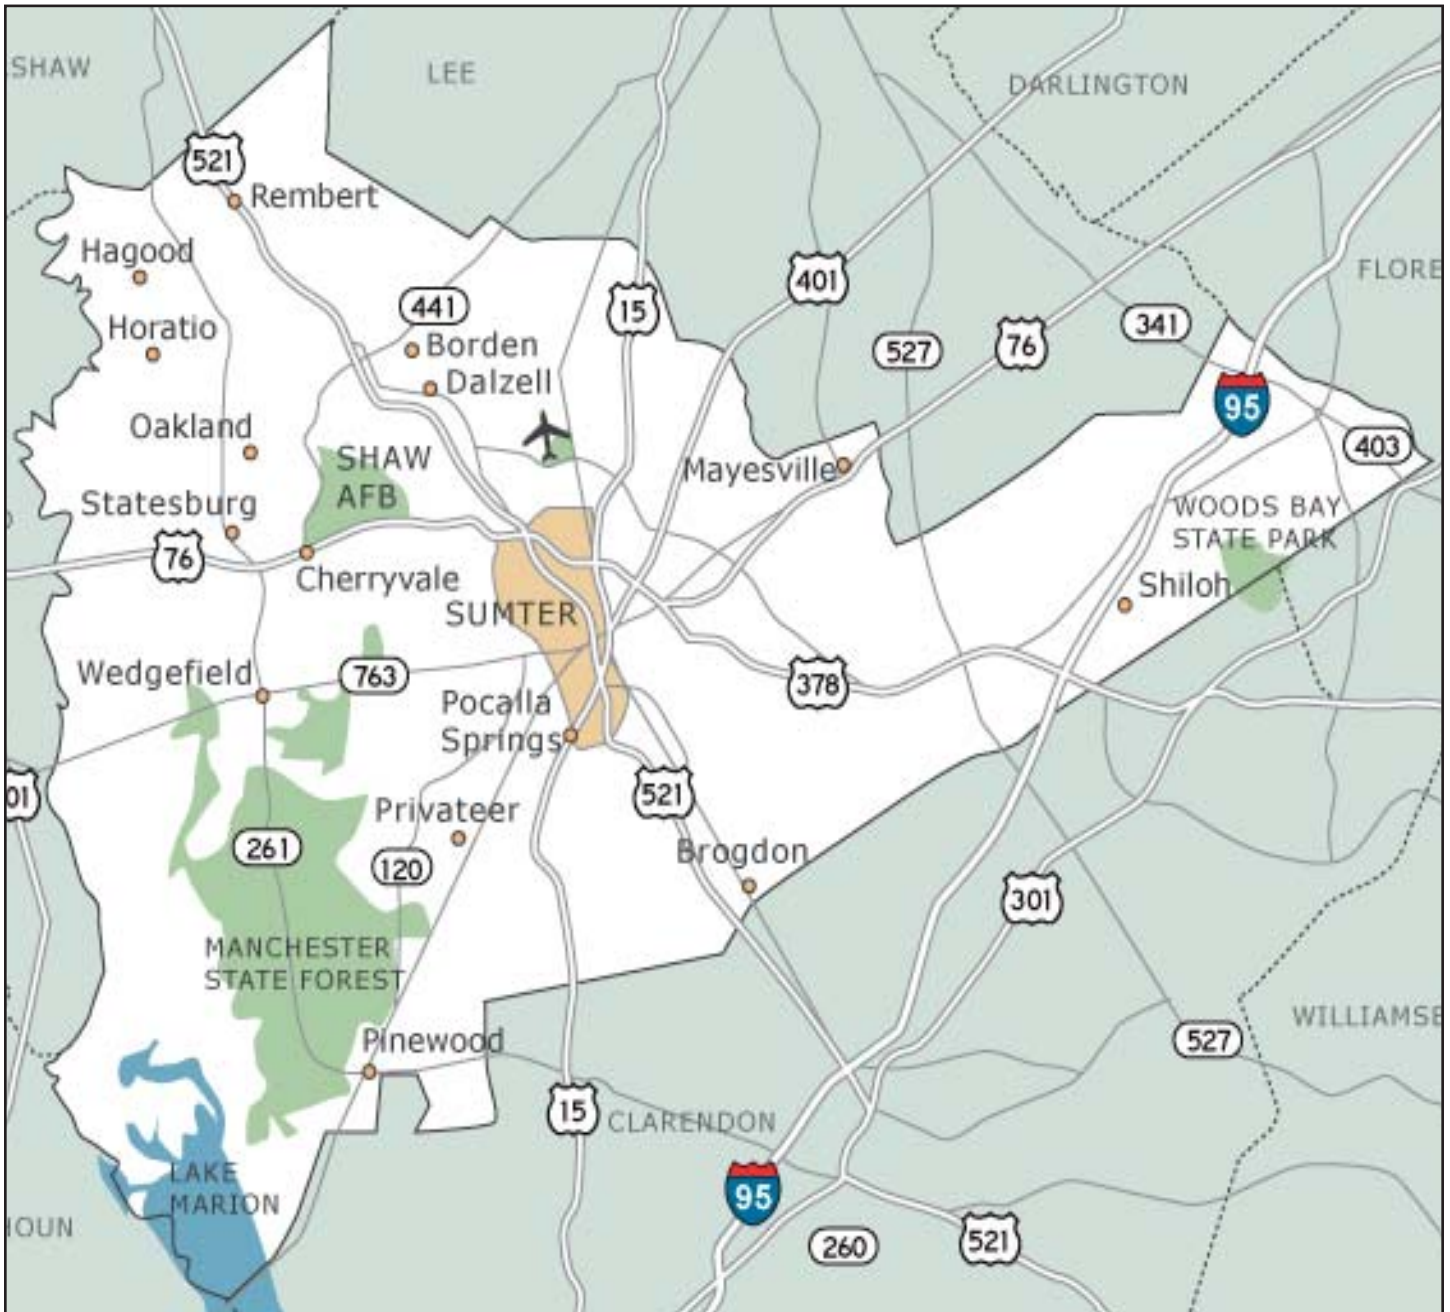 SHAW
LEE
DARLINGTON
521
Rembert
Hagood
FLORE
401
441
15
Horatio
341
76
527
Borden
Dalzell
95
Oakland
403
SHAW
AFB
Mayesville
Statesburg
WOODS BAY
STATE PARK
76
Cherryvale
Shiloh
SUMTER
Wedgefield
763
378
Pocalla
Springs
01
521
Privateer
261
120
Brogdon
301
MANCHESTER
STATE FOREST
WILLIAMSB
Pinewood
527
15
CLARENDON
LAKE
MARION
95
HOUN
260
521